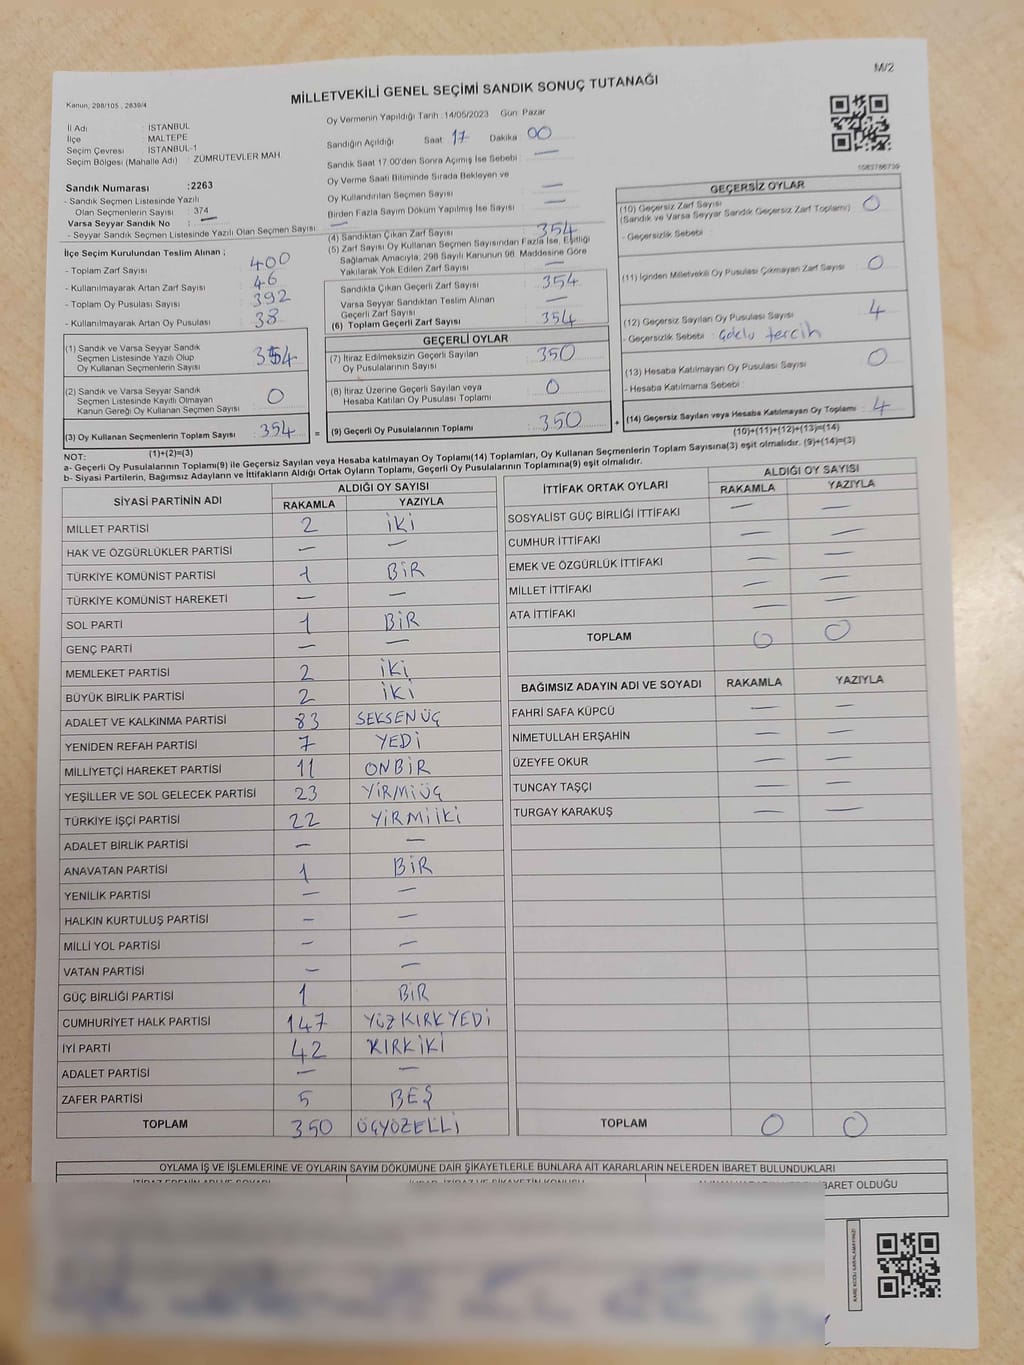 M/2
MİLLETVEKİLİ GENEL SEÇİMİ SANDIK SONUÇ TUTANAĞI
Kanun, 298/105 , 2839/4
Oy Vermenin Yapıldığı Tarih : 14/05/2023 Gün: Pazar
İl Adı : İSTANBUL
İlçe : MALTEPE
Seçim Çevresi : İSTANBUL-1
Seçim Bölgesi (Mahalle Adı) : ZÜMRÜTEVLER MAH
Sandık Numarası :2263
- Sandık Seçmen Listesinde Yazılı
Olan Seçmenlerin Sayısı : 374
Varsa Seyyar Sandık No : —
- Seyyar Sandık Seçmen Listesinde Yazılı Olan Seçmen Sayısı: —
İlçe Seçim Kurulundan Teslim Alınan ;
- Toplam Zarf Sayısı : 400
- Kullanılmayarak Artan Zarf Sayısı : 46
- Toplam Oy Pusulası Sayısı : 392
- Kullanılmayarak Artan Oy Pusulası : 38
(1) Sandık ve Varsa Seyyar Sandık
Seçmen Listesinde Yazılı Olup
Oy Kullanan Seçmenlerin Sayısı : 354
(2) Sandık ve Varsa Seyyar Sandık
Seçmen Listesinde Kayıtlı Olmayan
Kanun Gereği Oy Kullanan Seçmen Sayısı : 0
(3) Oy Kullanan Seçmenlerin Toplam Sayısı : 354
(1)+(2)=(3)
Sandığın Açıldığı Saat : 17 Dakika : 00
Sandık Saat 17.00'den Sonra Açılmış İse Sebebi : —
Oy Verme Saati Bitiminde Sırada Bekleyen ve
Oy Kullandırılan Seçmen Sayısı : —
Birden Fazla Sayım Döküm Yapılmış İse Sayısı : —
(4) Sandıktan Çıkan Zarf Sayısı : 354
(5) Zarf Sayısı Oy Kullanan Seçmen Sayısından Fazla İse, Eşitliği
Sağlamak Amacıyla, 298 Sayılı Kanunun 98. Maddesine Göre
Yakılarak Yok Edilen Zarf Sayısı : —
Sandıkta Çıkan Geçerli Zarf Sayısı : 354
Varsa Seyyar Sandıktan Teslim Alınan
Geçerli Zarf Sayısı : —
(6) Toplam Geçerli Zarf Sayısı : 354
GEÇERLİ OYLAR
(7) İtiraz Edilmeksizin Geçerli Sayılan
Oy Pusulalarının Sayısı : 350
(8) İtiraz Üzerine Geçerli Sayılan veya
Hesaba Katılan Oy Pusulası Toplamı : 0
= (9) Geçerli Oy Pusulalarının Toplamı : 350 +
1083766739
GEÇERSİZ OYLAR
(10) Geçersiz Zarf Sayısı
(Sandık ve Varsa Seyyar Sandık Geçersiz Zarf Toplamı) : 0
- Geçersizlik Sebebi :
(11) İçinden Milletvekili Oy Pusulası Çıkmayan Zarf Sayısı : 0
(12) Geçersiz Sayılan Oy Pusulası Sayısı : 4
- Geçersizlik Sebebi : Çoklu tercih
(13) Hesaba Katılmayan Oy Pusulası Sayısı : 0
- Hesaba Katılmama Sebebi :
(14) Geçersiz Sayılan veya Hesaba Katılmayan Oy Toplamı : 4
(10)+(11)+(12)+(13)=(14)
NOT:
a- Geçerli Oy Pusulalarının Toplamı(9) ile Geçersiz Sayılan veya Hesaba Katılmayan Oy Toplamı(14) Toplamları, Oy Kullanan Seçmenlerin Toplam Sayısına(3) eşit olmalıdır. (9)+(14)=(3)
b- Siyasi Partilerin, Bağımsız Adayların ve İttifakların Aldığı Ortak Oyların Toplamı, Geçerli Oy Pusulalarının Toplamına(9) eşit olmalıdır.
SİYASİ PARTİNİN ADI ALDIĞI OY SAYISI
RAKAMLA YAZIYLA
MİLLET PARTİSİ 2 İKİ
HAK VE ÖZGÜRLÜKLER PARTİSİ — —
TÜRKİYE KOMÜNİST PARTİSİ 1 BİR
TÜRKİYE KOMÜNİST HAREKETİ — —
SOL PARTİ 1 BİR
GENÇ PARTİ — —
MEMLEKET PARTİSİ 2 İKİ
BÜYÜK BİRLİK PARTİSİ 2 İKİ
ADALET VE KALKINMA PARTİSİ 83 SEKSEN ÜÇ
YENİDEN REFAH PARTİSİ 7 YEDİ
MİLLİYETÇİ HAREKET PARTİSİ 11 ONBİR
YEŞİLLER VE SOL GELECEK PARTİSİ 23 YİRMİÜÇ
TÜRKİYE İŞÇİ PARTİSİ 22 YİRMİİKİ
ADALET BİRLİK PARTİSİ — —
ANAVATAN PARTİSİ 1 BİR
YENİLİK PARTİSİ — —
HALKIN KURTULUŞ PARTİSİ — —
MİLLİ YOL PARTİSİ — —
VATAN PARTİSİ — —
GÜÇ BİRLİĞİ PARTİSİ 1 BİR
CUMHURİYET HALK PARTİSİ 147 YÜZ KIRK YEDİ
İYİ PARTİ 42 KIRK İKİ
ADALET PARTİSİ — —
ZAFER PARTİSİ 5 BEŞ
TOPLAM 350 ÜÇYÜZELLİ
İTTİFAK ORTAK OYLARI ALDIĞI OY SAYISI
RAKAMLA YAZIYLA
SOSYALİST GÜÇ BİRLİĞİ İTTİFAKI — —
CUMHUR İTTİFAKI — —
EMEK VE ÖZGÜRLÜK İTTİFAKI — —
MİLLET İTTİFAKI — —
ATA İTTİFAKI — —
TOPLAM 0 0
BAĞIMSIZ ADAYIN ADI VE SOYADI RAKAMLA YAZIYLA
FAHRİ SAFA KÜPCÜ — —
NİMETULLAH ERŞAHİN — —
ÜZEYFE OKUR — —
TUNCAY TAŞÇI — —
TURGAY KARAKUŞ — —
TOPLAM 0 0
OYLAMA İŞ VE İŞLEMLERİNE VE OYLARIN SAYIM DÖKÜMÜNE DAİR ŞİKAYETLERLE BUNLARA AİT KARARLARIN NELERDEN İBARET BULUNDUKLARI
İBARET OLDUĞU